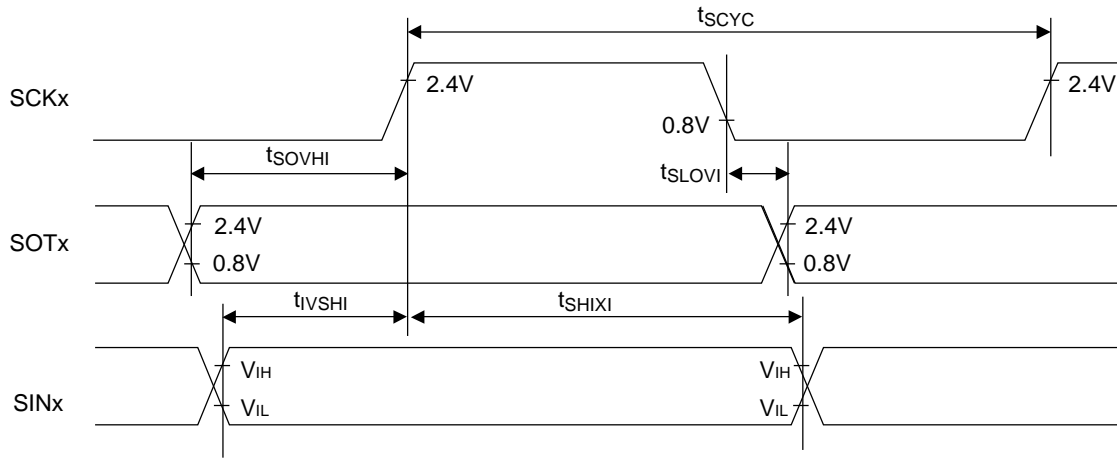 tSCYC
SCKx
2.4V
0.8V
2.4V
tSOVHI
tSLOVI
SOTx
2.4V
0.8V
2.4V
0.8V
tIVSHI
tSHIXI
SINx
VIH
VIL
VIH
VIL